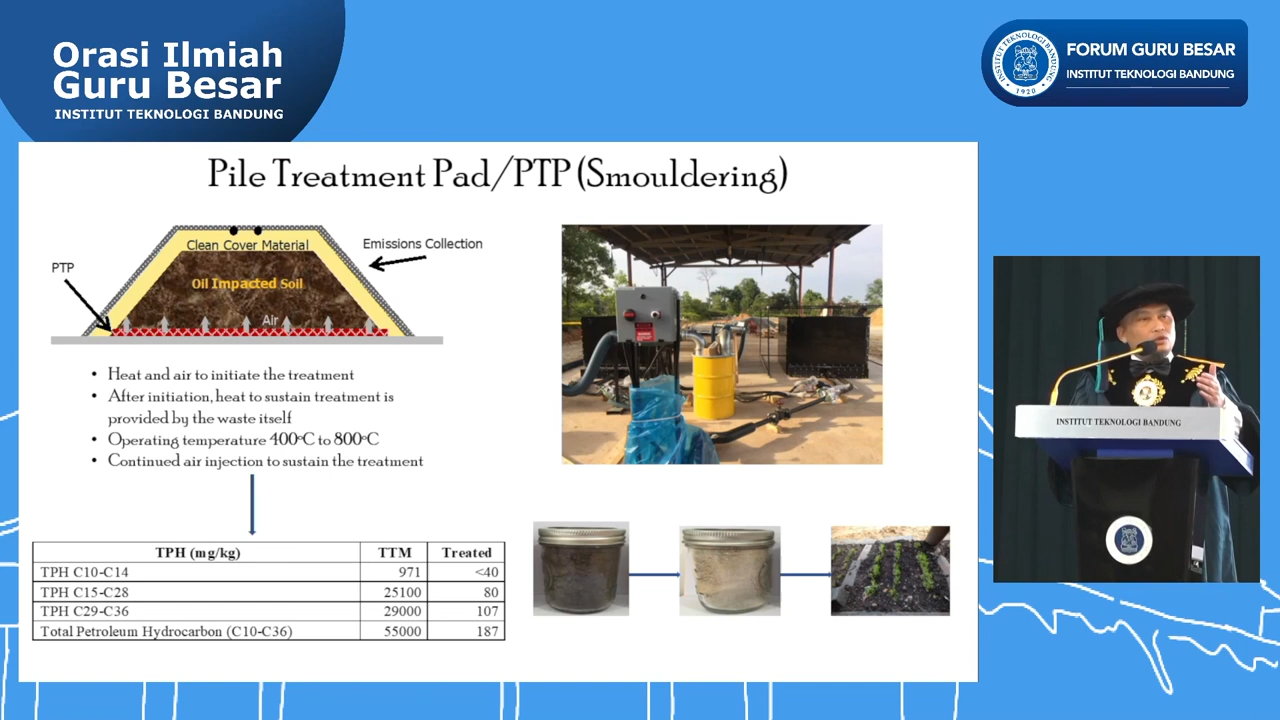 Orasi Ilmiah
Guru Besar
INSTITUT TEKNOLOGI BANDUNG
INSTITUT TEKNOLOGI BANDUNG
1920
FORUM GURU BESAR
INSTITUT TEKNOLOGI BANDUNG
Pile Treatment Pad/PTP (Smouldering)
Clean Cover Material
Emissions Collection
PTP
Oil Impacted Soil
Air
• Heat and air to initiate the treatment
• After initiation, heat to sustain treatment is
provided by the waste itself
• Operating temperature 400°C to 800°C
• Continued air injection to sustain the treatment
TPH (mg/kg) TTM Treated
TPH C10-C14 971 <40
TPH C15-C28 25100 80
TPH C29-C36 29000 107
Total Petroleum Hydrocarbon (C10-C36) 55000 187
INSTITUT TEKNOLOGI BANDUNG